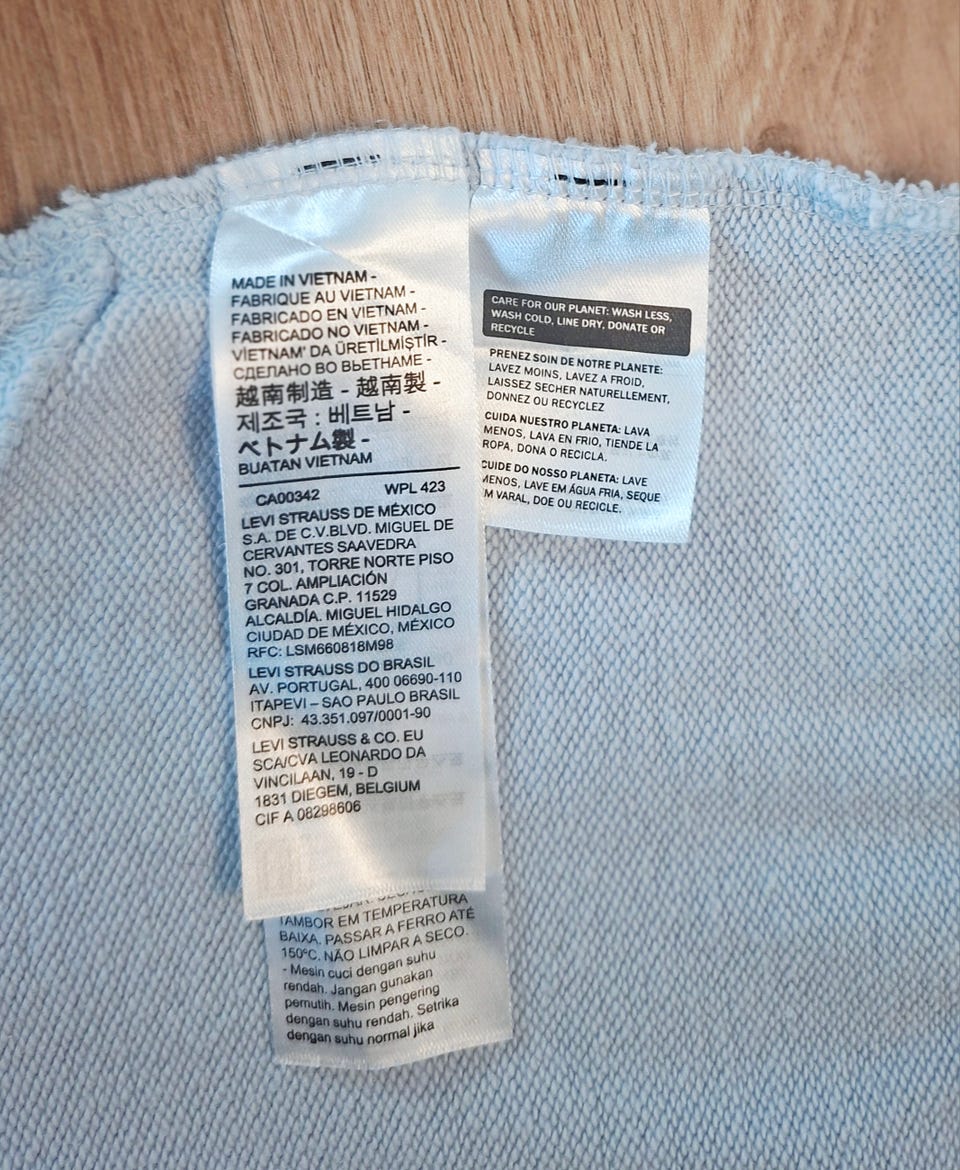 MADE IN VIETNAM -
FABRIQUE AU VIETNAM -
FABRICADO EN VIETNAM -
FABRICADO NO VIETNAM -
VİETNAM' DA ÜRETİLMİŞTİR -
СДЕЛАНО ВО ВЬЕТНАМЕ -
越南制造 - 越南製 -
제조국 : 베트남 -
ベトナム製 -
BUATAN VIETNAM
CA00342 WPL 423
LEVI STRAUSS DE MÉXICO
S.A. DE C.V.BLVD. MIGUEL DE
CERVANTES SAAVEDRA
NO. 301, TORRE NORTE PISO
7 COL. AMPLIACIÓN
GRANADA C.P. 11529
ALCALDÍA. MIGUEL HIDALGO
CIUDAD DE MÉXICO, MÉXICO
RFC: LSM660818M98
LEVI STRAUSS DO BRASIL
AV. PORTUGAL, 400 06690-110
ITAPEVI – SAO PAULO BRASIL
CNPJ: 43.351.097/0001-90
LEVI STRAUSS & CO. EU
SCA/CVA LEONARDO DA
VINCILAAN, 19 - D
1831 DIEGEM, BELGIUM
CIF A 08298606
TAMBOR EM TEMPERATURA
BAIXA. PASSAR A FERRO ATÉ
150ºC. NÃO LIMPAR A SECO.
- Mesin cuci dengan suhu
rendah. Jangan gunakan
pemutih. Mesin pengering
dengan suhu rendah. Setrika
dengan suhu normal jika
CARE FOR OUR PLANET: WASH LESS,
WASH COLD, LINE DRY, DONATE OR
RECYCLE
PRENEZ SOIN DE NOTRE PLANETE:
LAVEZ MOINS, LAVEZ A FROID,
LAISSEZ SECHER NATURELLEMENT,
DONNEZ OU RECYCLEZ
CUIDA NUESTRO PLANETA: LAVA
MENOS, LAVA EN FRIO, TIENDE LA
ROPA, DONA O RECICLA.
CUIDE DO NOSSO PLANETA: LAVE
MENOS, LAVE EM ÁGUA FRIA, SEQUE
M VARAL, DOE OU RECICLE.